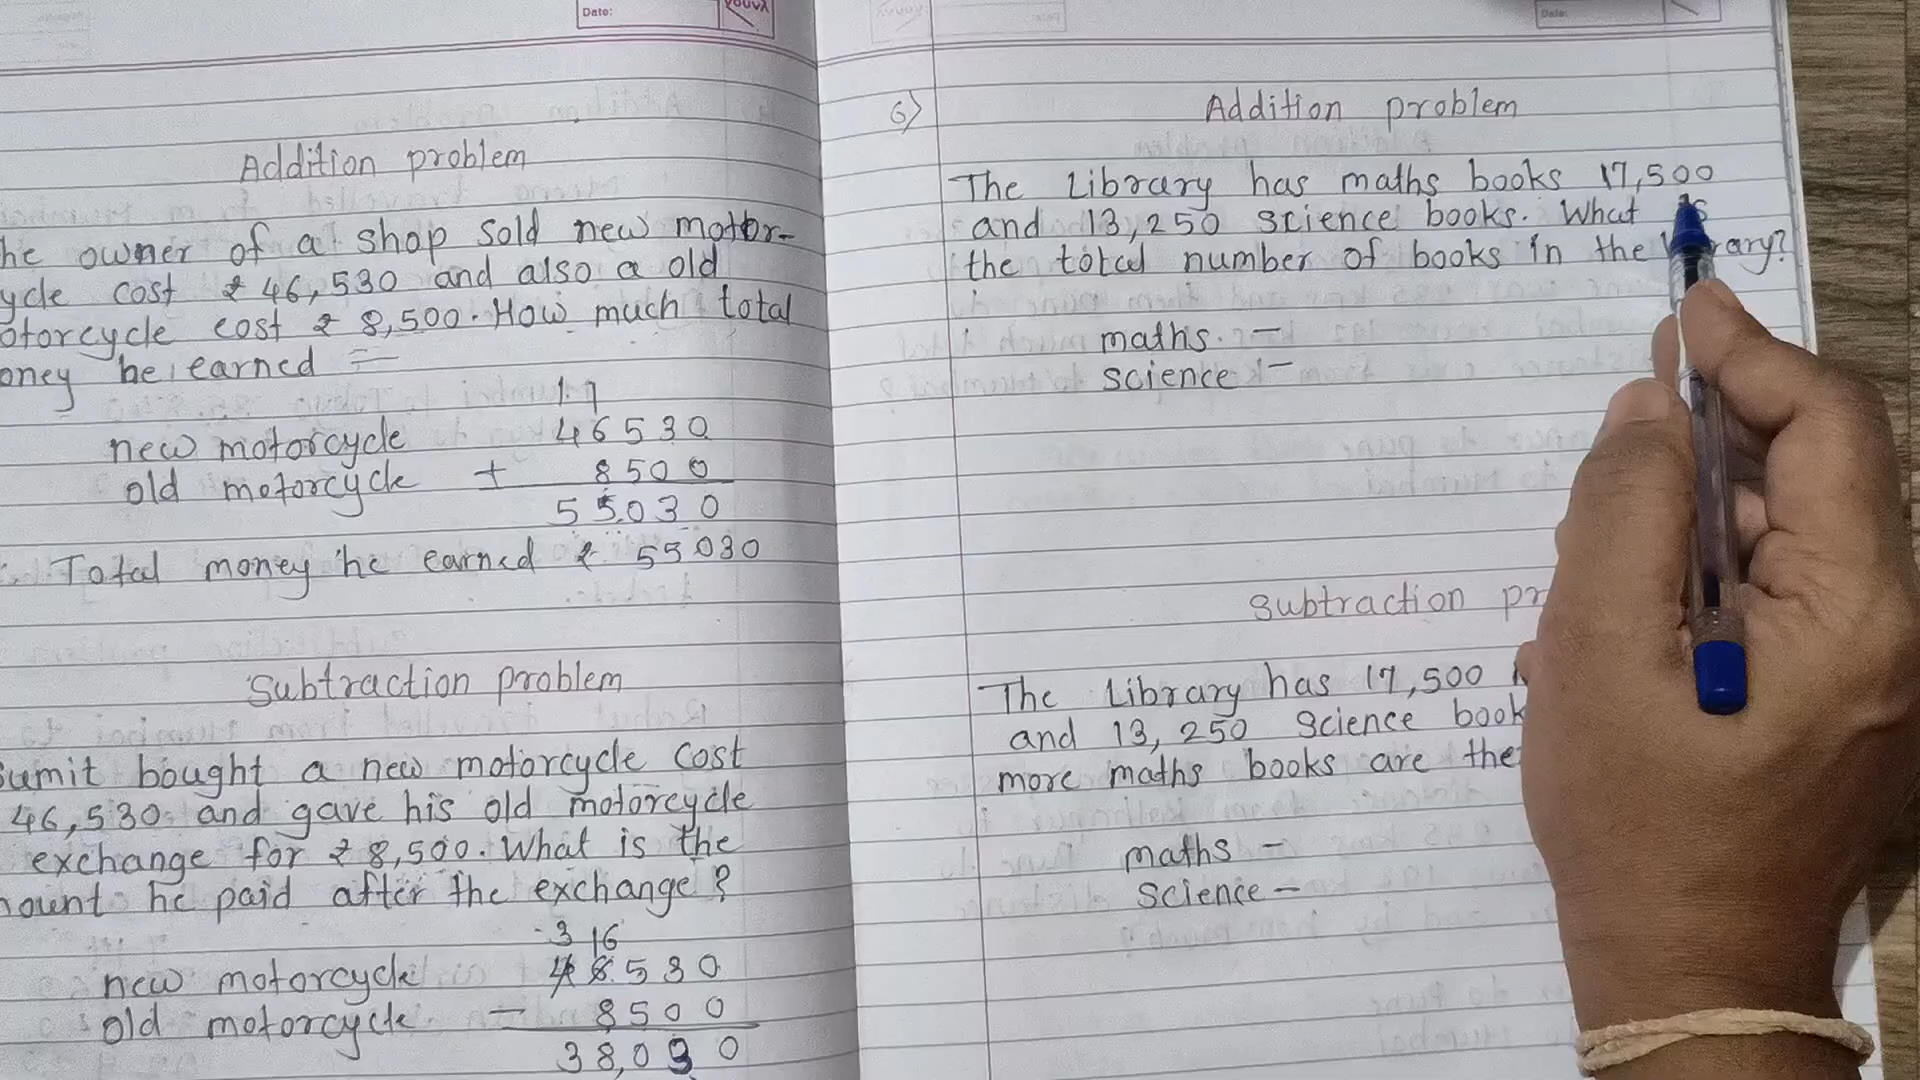 Date:
youva
Addition problem
he owner of a shop sold new motor-
ycle cost ₹ 46,530 and also a old
otorcycle cost ₹ 8,500. How much total
oney he earned =
1 1
new motorcycle 46530
old motorcycle + 8500
55,030
Total money he earned ₹ 55030
Subtraction problem
sumit bought a new motorcycle cost
46,530 and gave his old motorcycle
exchange for ₹ 8,500. What is the
ount he paid after the exchange?
3 16
new motorcycle 46530
old motorcycle - 8500
38,030
Date:
6) Addition problem
The Library has maths books 17,500
and 13,250 science books. What
the total number of books in the rary?
maths -
science -
Subtraction pr
The Library has 17,500
and 13,250 science book
more maths books are the
maths -
science -